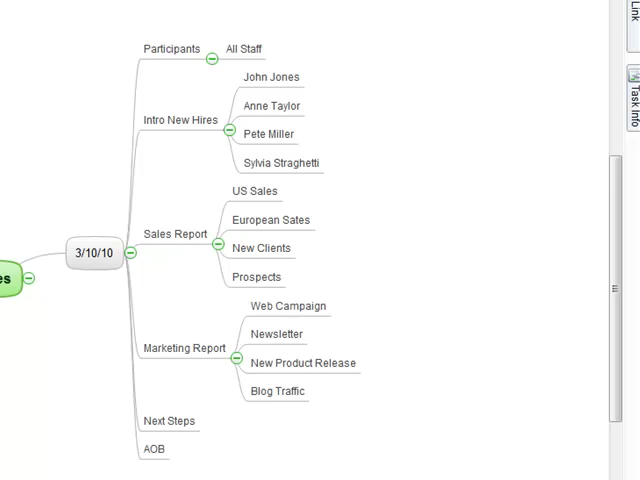 Participants
All Staff
Intro New Hires
John Jones
Anne Taylor
Pete Miller
Sylvia Straghetti
Sales Report
US Sales
European Sates
New Clients
Prospects
3/10/10
es
Marketing Report
Web Campaign
Newsletter
New Product Release
Blog Traffic
Next Steps
AOB
Link
Task Info